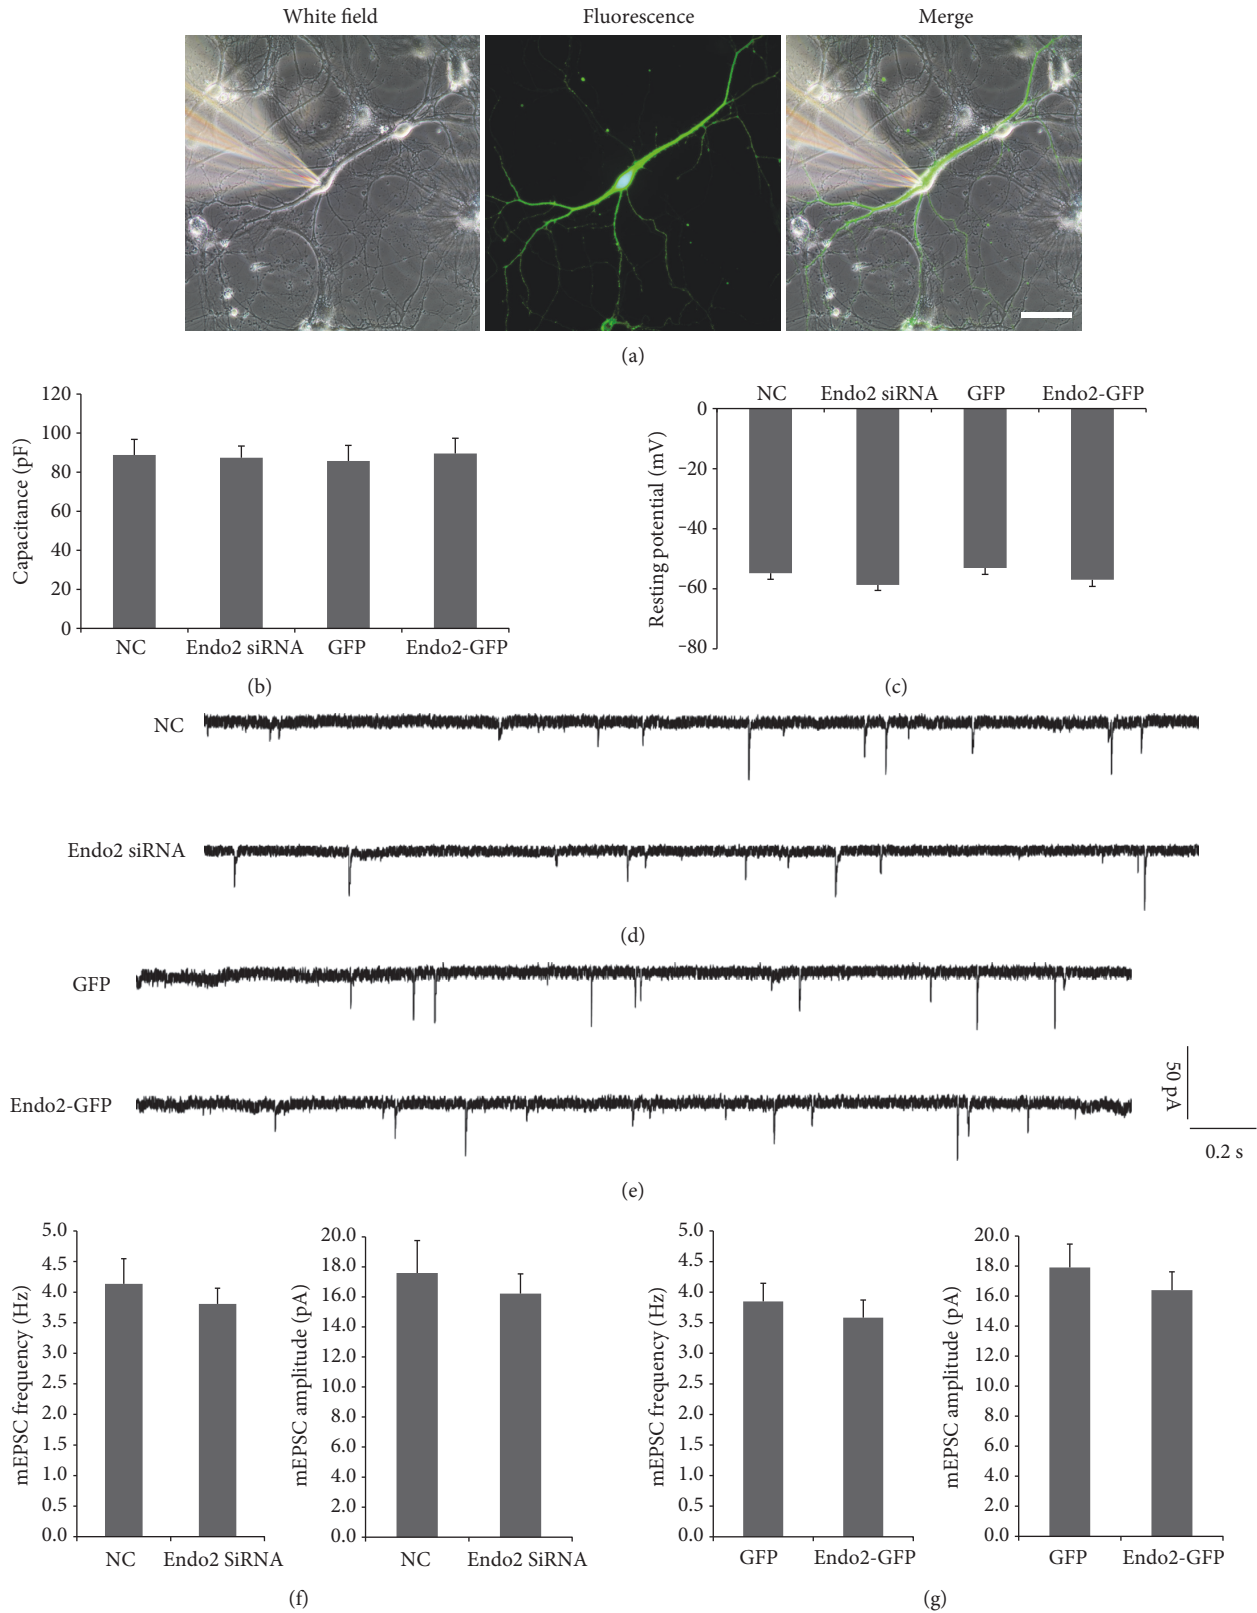 White field Fluorescence Merge
(a)
120
100
80
60
40
20
0
Capacitance (pF)
NC Endo2 siRNA GFP Endo2-GFP
(b)
NC Endo2 siRNA GFP Endo2-GFP
0
−20
−40
−60
−80
Resting potential (mV)
(c)
NC
Endo2 siRNA
(d)
GFP
Endo2-GFP
50 pA
0.2 s
(e)
5.0
4.5
4.0
3.5
3.0
2.5
2.0
1.5
1.0
0.5
0.0
mEPSC frequency (Hz)
NC Endo2 SiRNA
20.0
18.0
16.0
14.0
12.0
10.0
8.0
6.0
4.0
2.0
0.0
mEPSC amplitude (pA)
NC Endo2 SiRNA
(f)
5.0
4.5
4.0
3.5
3.0
2.5
2.0
1.5
1.0
0.5
0.0
mEPSC frequency (Hz)
GFP Endo2-GFP
20.0
18.0
16.0
14.0
12.0
10.0
8.0
6.0
4.0
2.0
0.0
mEPSC amplitude (pA)
GFP Endo2-GFP
(g)